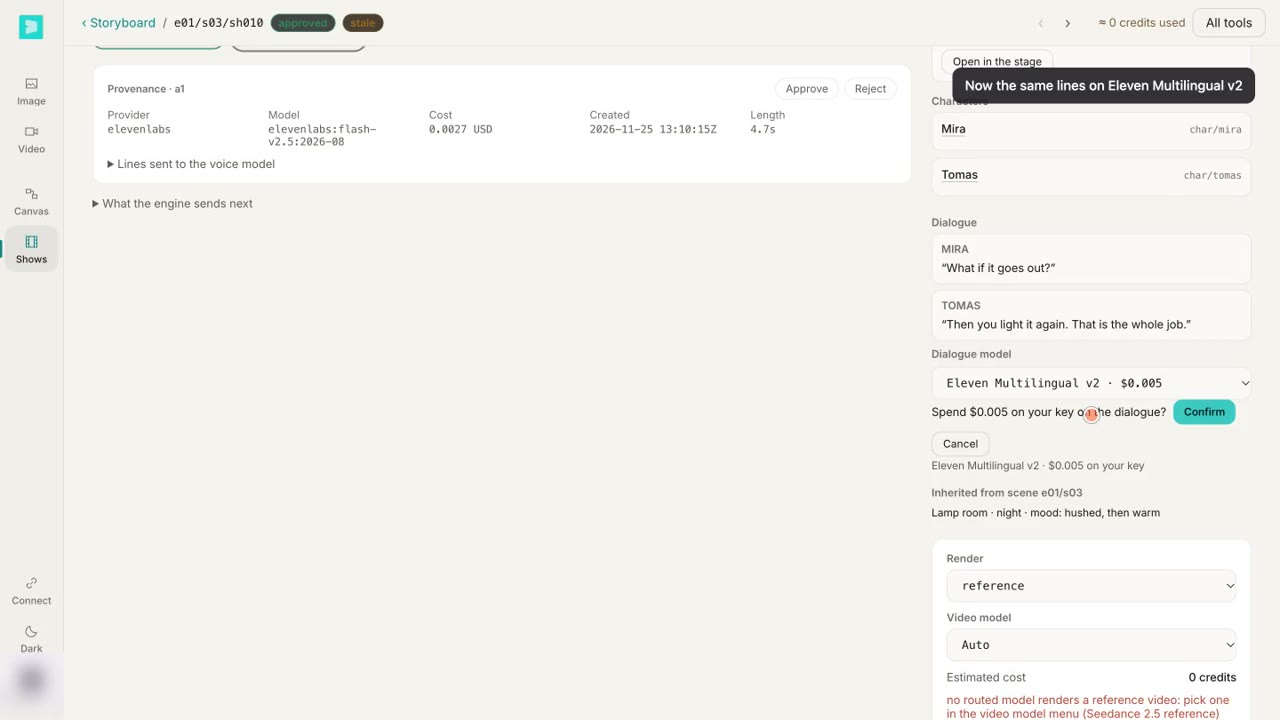 ‹ Storyboard / e01/s03/sh010 approved stale
‹ › ≈ 0 credits used All tools
Image
Video
Canvas
Shows
Connect
Dark
Provenance · a1 Approve Reject
Provider Model Cost Created Length
elevenlabs elevenlabs:flash- 0.0027 USD 2026-11-25 13:10:15Z 4.7s
v2.5:2026-08
▶ Lines sent to the voice model
▶ What the engine sends next
Open in the stage
Now the same lines on Eleven Multilingual v2
Characters
Mira char/mira
Tomas char/tomas
Dialogue
MIRA
“What if it goes out?”
TOMAS
“Then you light it again. That is the whole job.”
Dialogue model
Eleven Multilingual v2 · $0.005
Spend $0.005 on your key on the dialogue? Confirm
Cancel
Eleven Multilingual v2 · $0.005 on your key
Inherited from scene e01/s03
Lamp room · night · mood: hushed, then warm
Render
reference
Video model
Auto
Estimated cost 0 credits
no routed model renders a reference video: pick one
in the video model menu (Seedance 2.5 reference)